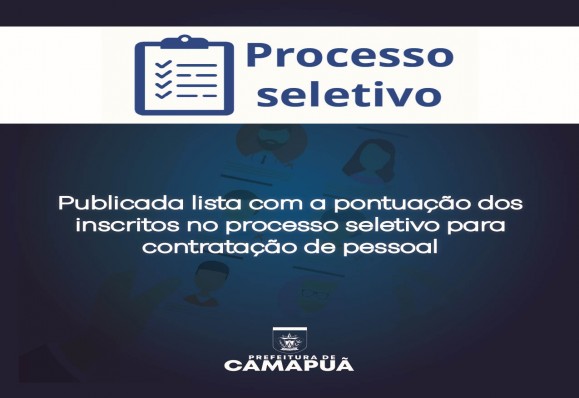 Processo
seletivo
Publicada lista com a pontuação dos
inscritos no processo seletivo para
contratação de pessoal
PREFEITURA DE
CAMAPUÃ